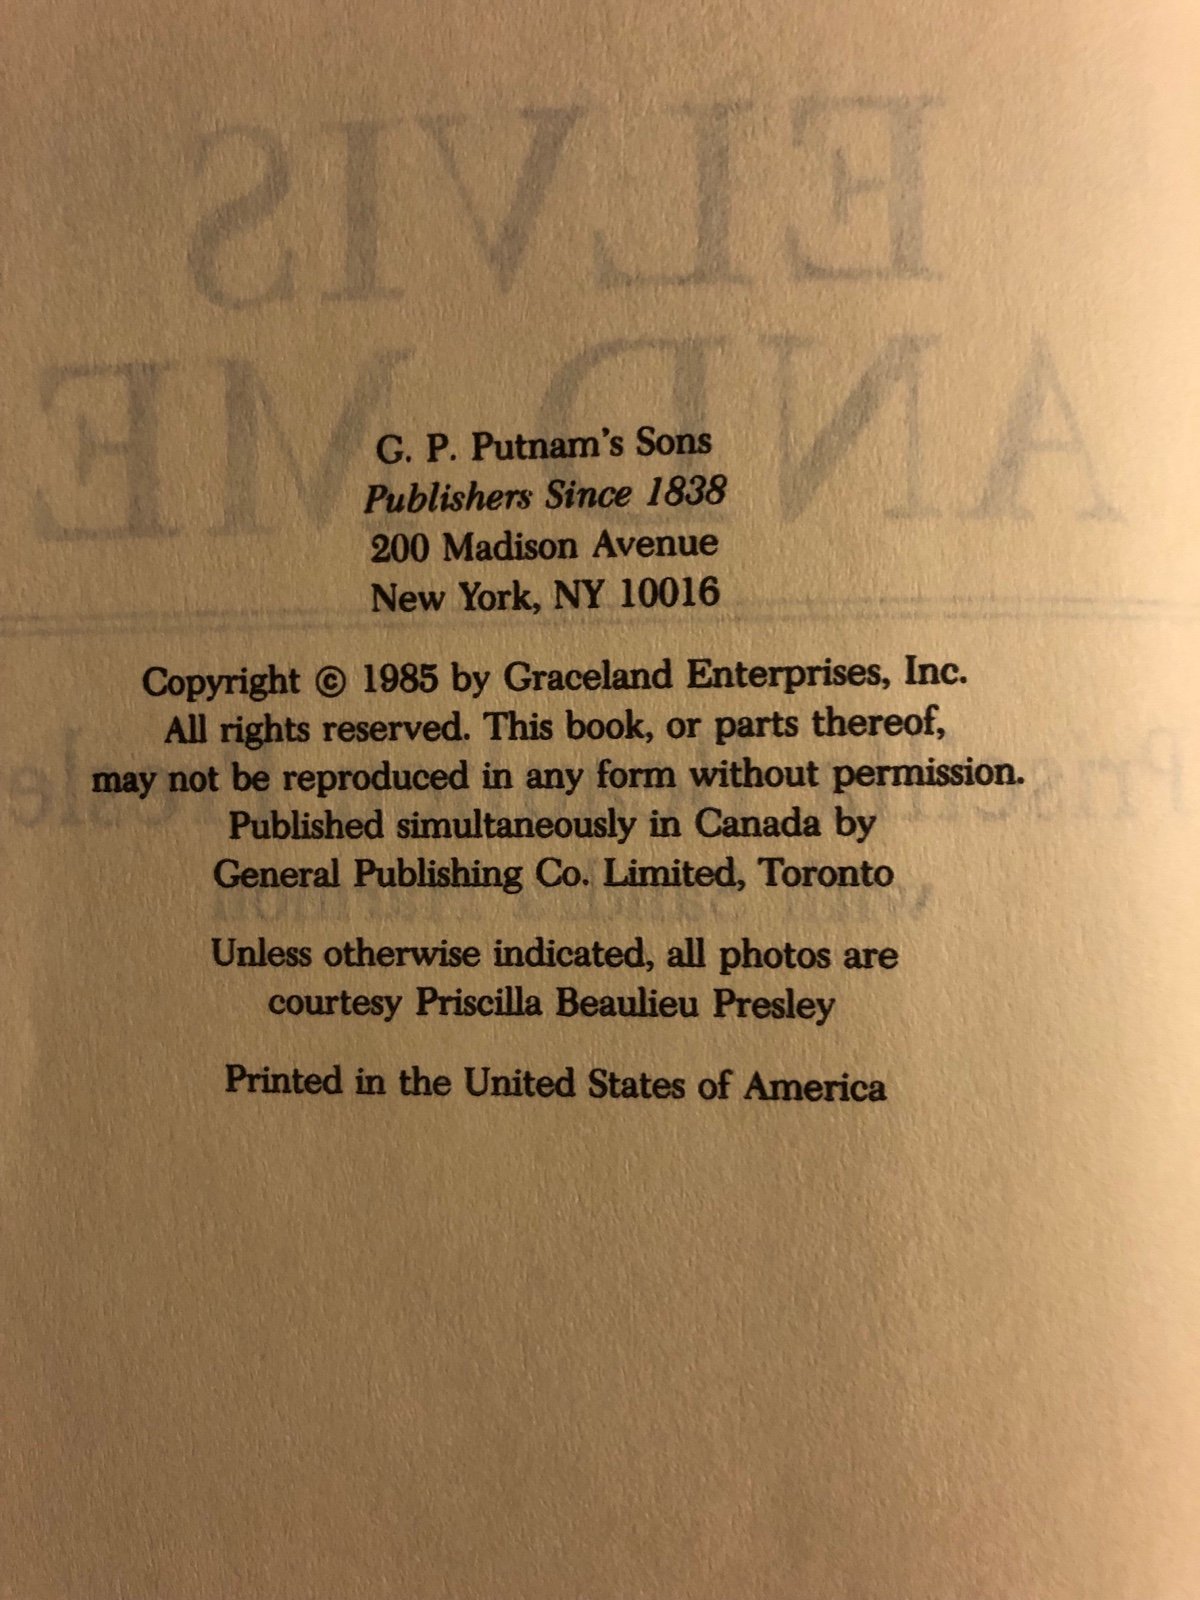 ELVIS
AND ME
G. P. Putnam's Sons
Publishers Since 1838
200 Madison Avenue
New York, NY 10016
Copyright © 1985 by Graceland Enterprises, Inc.
All rights reserved. This book, or parts thereof,
may not be reproduced in any form without permission.
Published simultaneously in Canada by
General Publishing Co. Limited, Toronto
Unless otherwise indicated, all photos are
courtesy Priscilla Beaulieu Presley
Printed in the United States of America